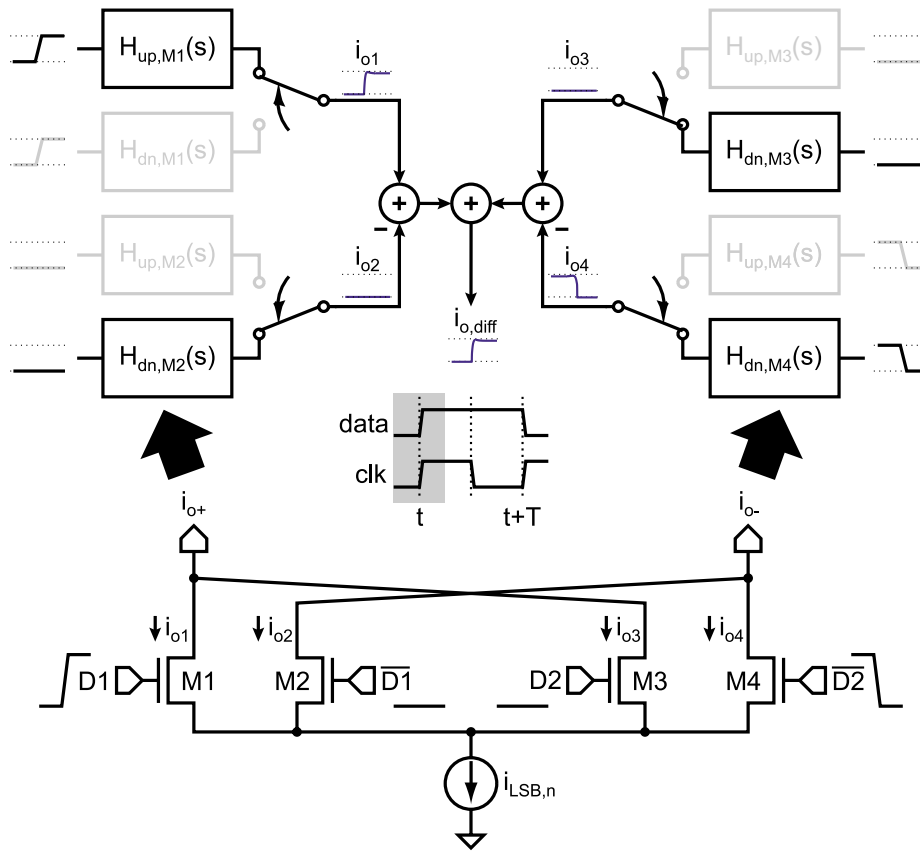 H_up,M1(s)
i_o1
i_o3
H_up,M3(s)
H_dn,M1(s)
H_dn,M3(s)
+ + +
- -
H_up,M2(s)
i_o2
i_o4
H_up,M4(s)
i_o,diff
H_dn,M2(s)
H_dn,M4(s)
data
clk
t t+T
i_o+
i_o-
i_o1 i_o2 i_o3 i_o4
D1 M1 M2 D̅1̅ D2 M3 M4 D̅2̅
i_LSB,n